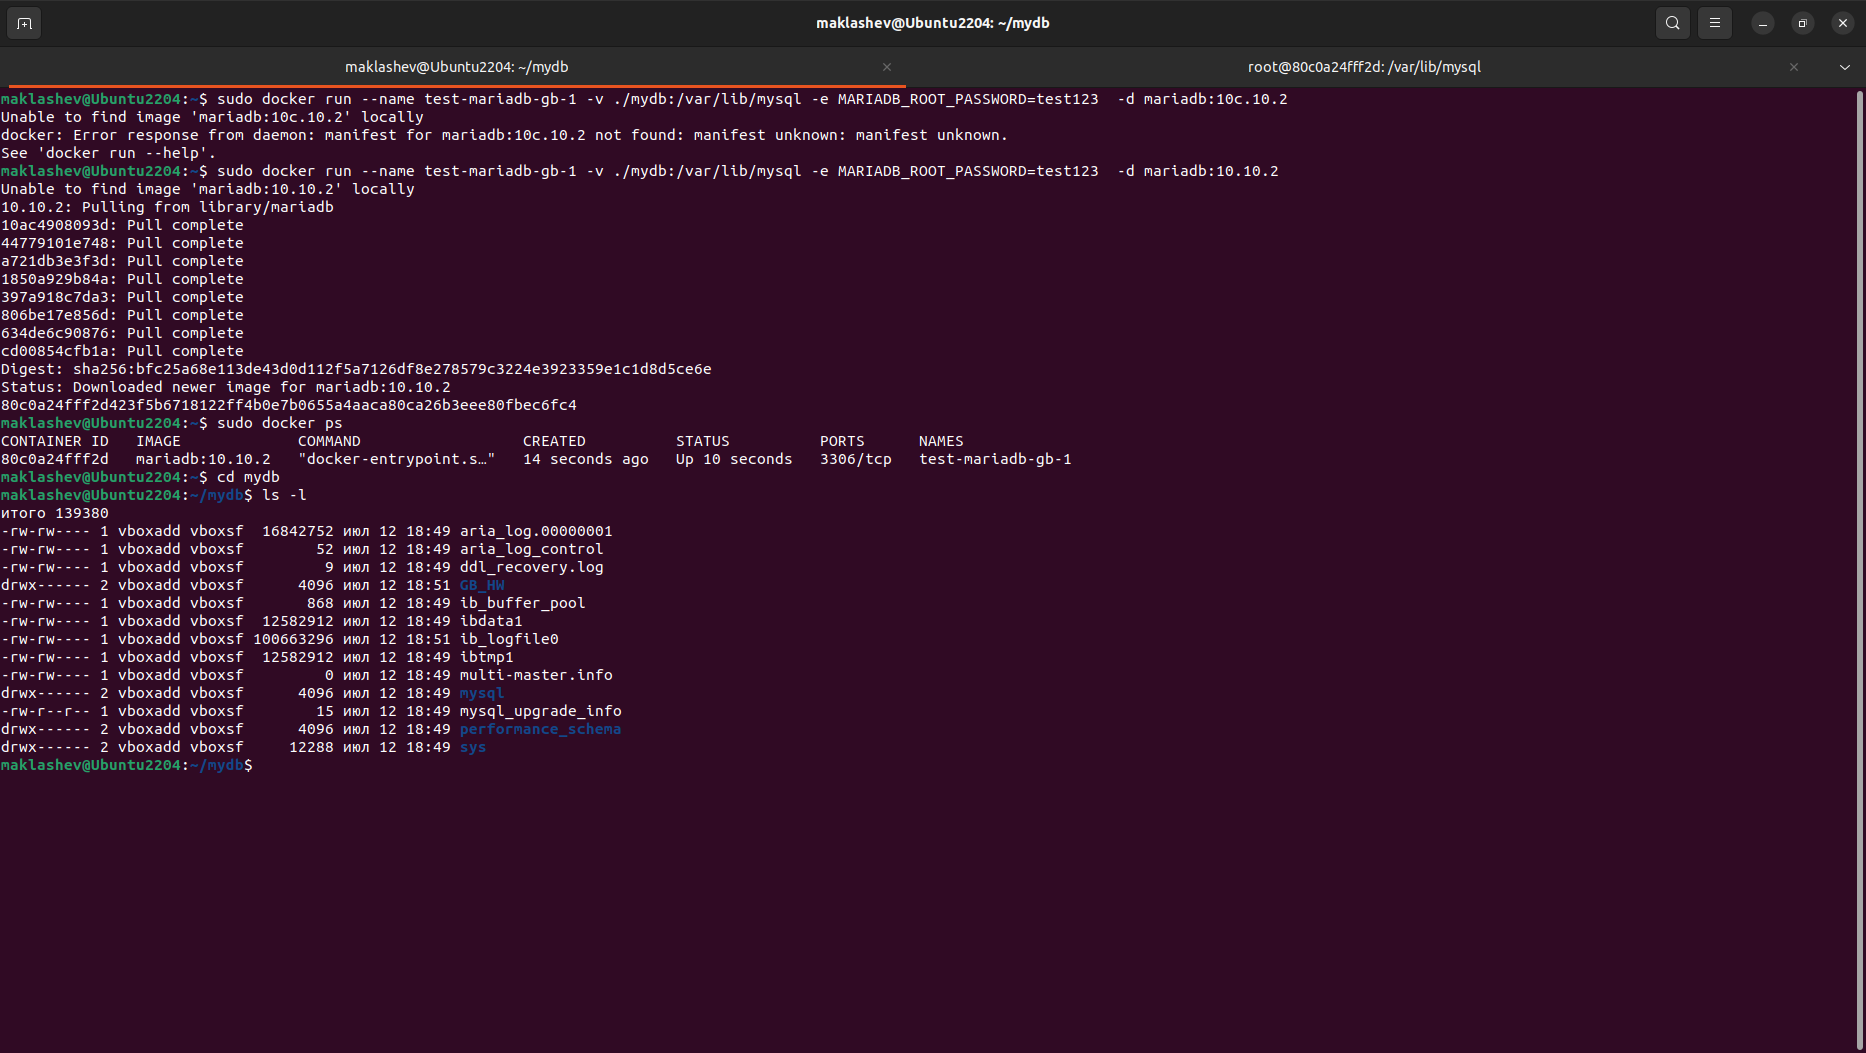 maklashev@Ubuntu2204: ~/mydb
maklashev@Ubuntu2204: ~/mydb
root@80c0a24fff2d: /var/lib/mysql
maklashev@Ubuntu2204:~$ sudo docker run --name test-mariadb-gb-1 -v ./mydb:/var/lib/mysql -e MARIADB_ROOT_PASSWORD=test123  -d mariadb:10c.10.2
Unable to find image 'mariadb:10c.10.2' locally
docker: Error response from daemon: manifest for mariadb:10c.10.2 not found: manifest unknown: manifest unknown.
See 'docker run --help'.
maklashev@Ubuntu2204:~$ sudo docker run --name test-mariadb-gb-1 -v ./mydb:/var/lib/mysql -e MARIADB_ROOT_PASSWORD=test123  -d mariadb:10.10.2
Unable to find image 'mariadb:10.10.2' locally
10.10.2: Pulling from library/mariadb
10ac4908093d: Pull complete
44779101e748: Pull complete
a721db3e3f3d: Pull complete
1850a929b84a: Pull complete
397a918c7da3: Pull complete
806be17e856d: Pull complete
634de6c90876: Pull complete
cd00854cfb1a: Pull complete
Digest: sha256:bfc25a68e113de43d0d112f5a7126df8e278579c3224e3923359e1c1d8d5ce6e
Status: Downloaded newer image for mariadb:10.10.2
80c0a24fff2d423f5b6718122ff4b0e7b0655a4aaca80ca26b3eee80fbec6fc4
maklashev@Ubuntu2204:~$ sudo docker ps
CONTAINER ID   IMAGE             COMMAND                  CREATED          STATUS          PORTS      NAMES
80c0a24fff2d   mariadb:10.10.2   "docker-entrypoint.s…"   14 seconds ago   Up 10 seconds   3306/tcp   test-mariadb-gb-1
maklashev@Ubuntu2204:~$ cd mydb
maklashev@Ubuntu2204:~/mydb$ ls -l
итого 139380
-rw-rw---- 1 vboxadd vboxsf  16842752 июл 12 18:49 aria_log.00000001
-rw-rw---- 1 vboxadd vboxsf        52 июл 12 18:49 aria_log_control
-rw-rw---- 1 vboxadd vboxsf         9 июл 12 18:49 ddl_recovery.log
drwx------ 2 vboxadd vboxsf      4096 июл 12 18:51 GB_HW
-rw-rw---- 1 vboxadd vboxsf       868 июл 12 18:49 ib_buffer_pool
-rw-rw---- 1 vboxadd vboxsf  12582912 июл 12 18:49 ibdata1
-rw-rw---- 1 vboxadd vboxsf 100663296 июл 12 18:51 ib_logfile0
-rw-rw---- 1 vboxadd vboxsf  12582912 июл 12 18:49 ibtmp1
-rw-rw---- 1 vboxadd vboxsf         0 июл 12 18:49 multi-master.info
drwx------ 2 vboxadd vboxsf      4096 июл 12 18:49 mysql
-rw-r--r-- 1 vboxadd vboxsf        15 июл 12 18:49 mysql_upgrade_info
drwx------ 2 vboxadd vboxsf      4096 июл 12 18:49 performance_schema
drwx------ 2 vboxadd vboxsf     12288 июл 12 18:49 sys
maklashev@Ubuntu2204:~/mydb$